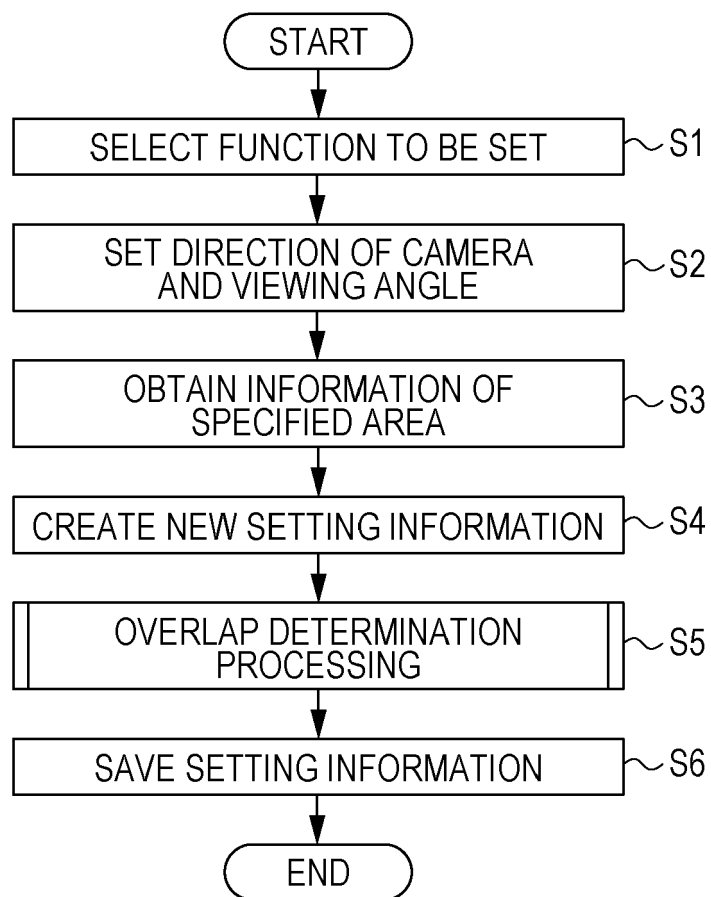 START
SELECT FUNCTION TO BE SET
S1
SET DIRECTION OF CAMERA
AND VIEWING ANGLE
S2
OBTAIN INFORMATION OF
SPECIFIED AREA
S3
CREATE NEW SETTING INFORMATION
S4
OVERLAP DETERMINATION
PROCESSING
S5
SAVE SETTING INFORMATION
S6
END